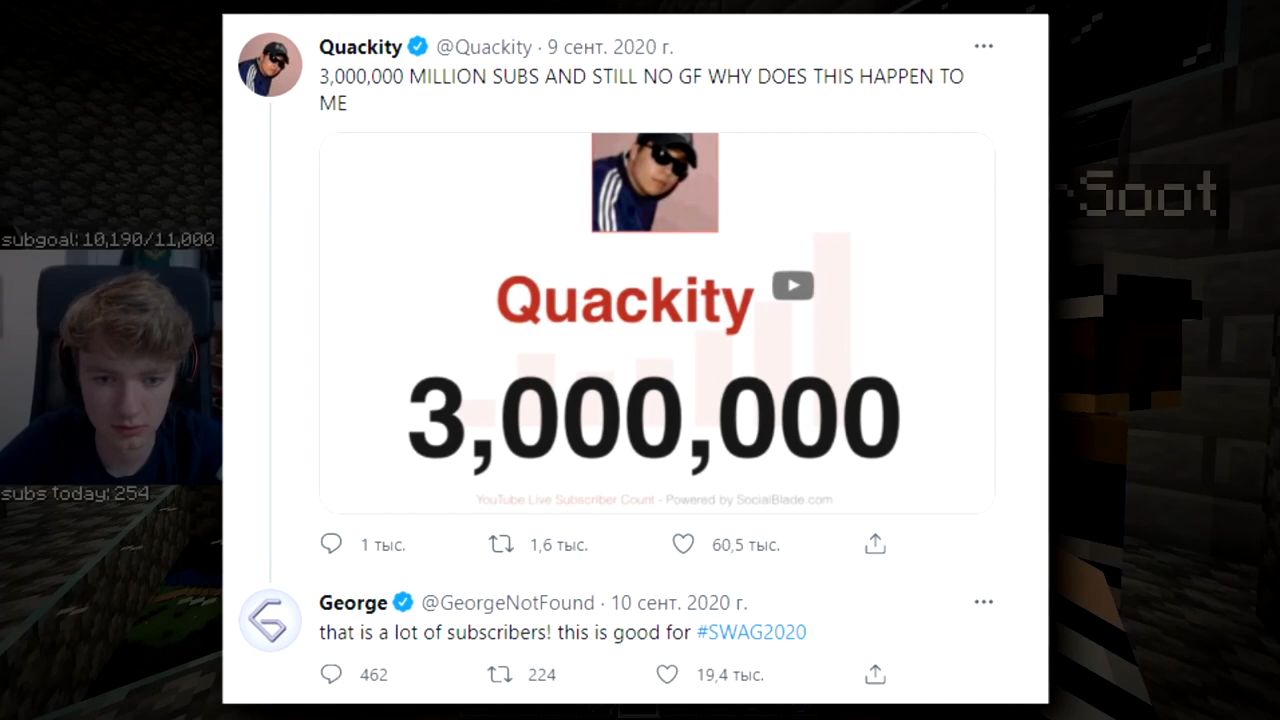 Quackity @Quackity · 9 сент. 2020 г.
3,000,000 MILLION SUBS AND STILL NO GF WHY DOES THIS HAPPEN TO
ME
Quackity
3,000,000
YouTube Live Subscriber Count - Powered by SocialBlade.com
1 тыс. 1,6 тыс. 60,5 тыс.
George @GeorgeNotFound · 10 сент. 2020 г.
that is a lot of subscribers! this is good for #SWAG2020
462 224 19,4 тыс.
subgoal: 10,190/11,000
subs today: 254
Soot